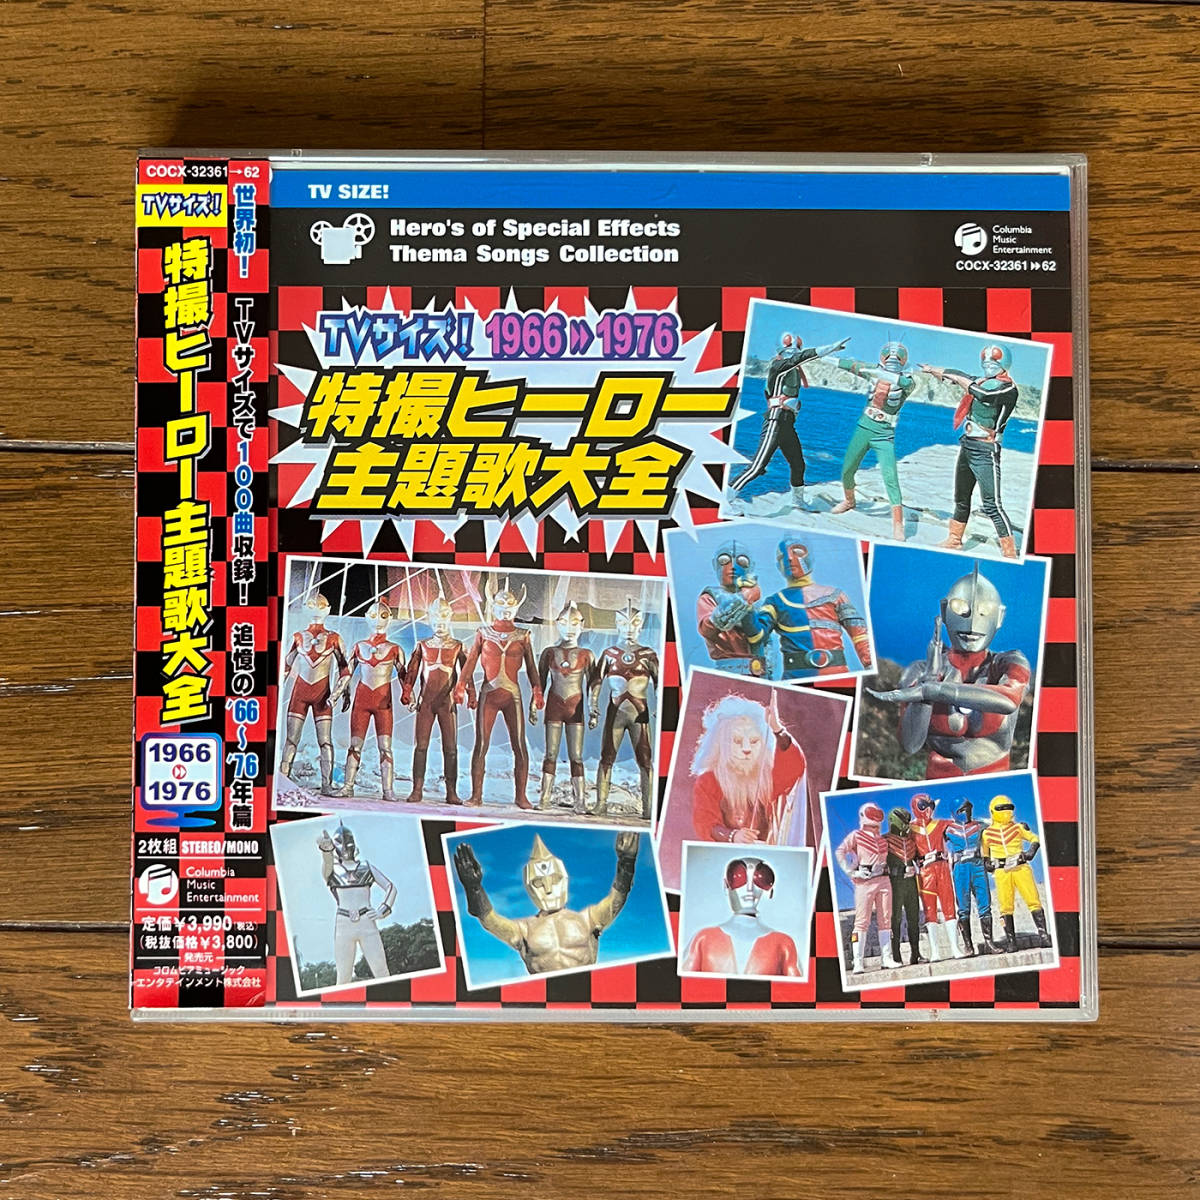 COCX-32361→62
TVサイズ!
特撮ヒーロー主題歌大全
世界初! TVサイズで100曲収録! 追憶の'66〜'76年篇
1966
1976
2枚組 STEREO/MONO
Columbia
Music
Entertainment
定価¥3,990(税込)
(税抜価格¥3,800)
発売元
コロムビアミュージック
エンタテインメント株式会社
TV SIZE!
Hero's of Special Effects
Thema Songs Collection
Columbia
Music
Entertainment
COCX-32361▶▶62
TVサイズ! 1966▶▶1976
特撮ヒーロー
主題歌大全